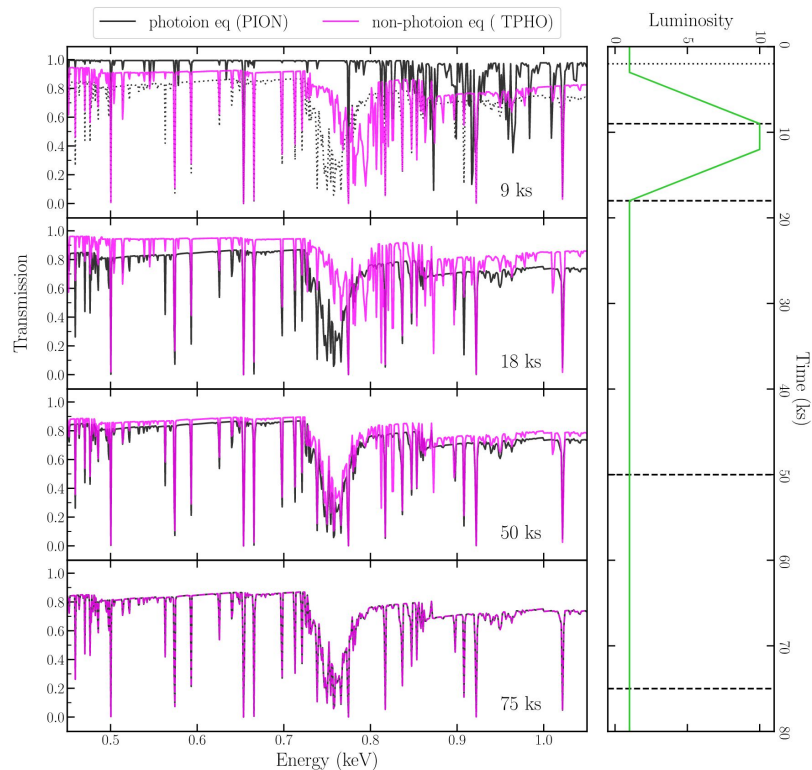 photoion eq (PION)
non-photoion eq ( TPHO)
Luminosity
0 5 10
1.0
0.8
0.6
0.4
0.2
0.0
9 ks
1.0
0.8
0.6
0.4
0.2
0.0
18 ks
1.0
0.8
0.6
0.4
0.2
0.0
50 ks
1.0
0.8
0.6
0.4
0.2
0.0
75 ks
Transmission
0.5 0.6 0.7 0.8 0.9 1.0
Energy (keV)
0
10
20
30
40
50
60
70
80
Time (ks)